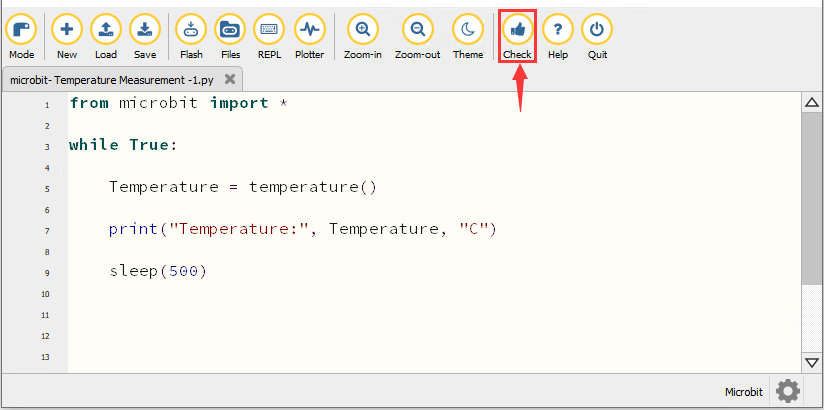 Mode New Load Save Flash Files REPL Plotter Zoom-in Zoom-out Theme Check Help Quit
microbit- Temperature Measurement -1.py
1 from microbit import *
2
3 while True:
4
5 Temperature = temperature()
6
7 print("Temperature:", Temperature, "C")
8
9 sleep(500)
10
11
12
13
Microbit